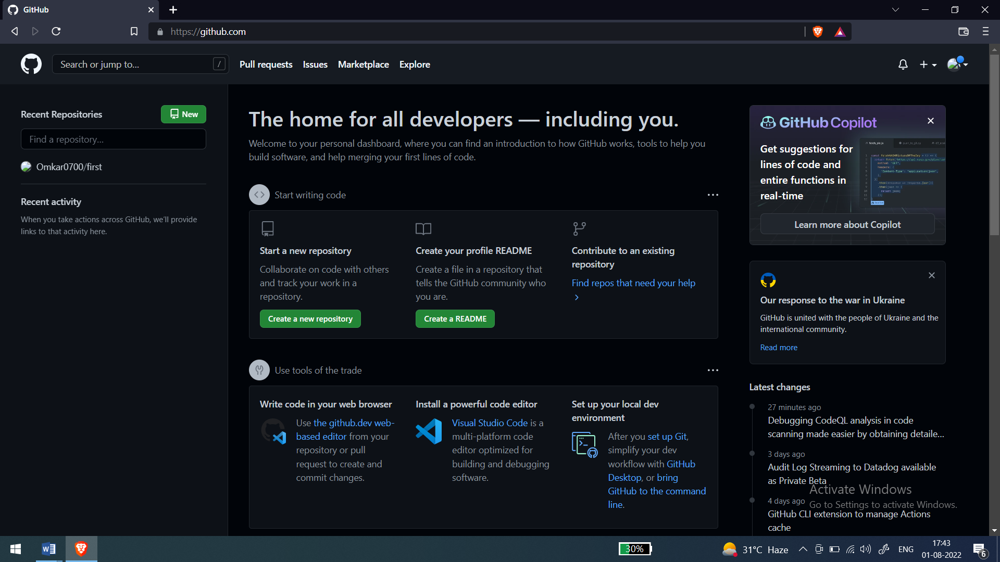 GitHub
https://github.com
Search or jump to...
/
Pull requests
Issues
Marketplace
Explore
Recent Repositories
New
Find a repository...
Omkar0700/first
Recent activity
When you take actions across GitHub, we'll provide
links to that activity here.
The home for all developers — including you.
Welcome to your personal dashboard, where you can find an introduction to how GitHub works, tools to help you
build software, and help merging your first lines of code.
Start writing code
Start a new repository
Collaborate on code with others
and track your work in a
repository.
Create a new repository
Create your profile README
Create a file in a repository that
tells the GitHub community who
you are.
Create a README
Contribute to an existing
repository
Find repos that need your help
Use tools of the trade
Write code in your web browser
Use the github.dev web-
based editor from your
repository or pull
request to create and
commit changes.
Install a powerful code editor
Visual Studio Code is a
multi-platform code
editor optimized for
building and debugging
software.
Set up your local dev
environment
After you set up Git,
simplify your dev
workflow with GitHub
Desktop, or bring
GitHub to the command
line.
GitHub Copilot
Get suggestions for
lines of code and
entire functions in
real-time
fetch_pic.js
Learn more about Copilot
Our response to the war in Ukraine
GitHub is united with the people of Ukraine and the
international community.
Read more
Latest changes
27 minutes ago
Debugging CodeQL analysis in code
scanning made easier by obtaining detaile...
3 days ago
Audit Log Streaming to Datadog available
as Private Beta
4 days ago
GitHub CLI extension to manage Actions
cache
Activate Windows
Go to Settings to activate Windows.
30%
31°C Haze
ENG
17:43
01-08-2022
6